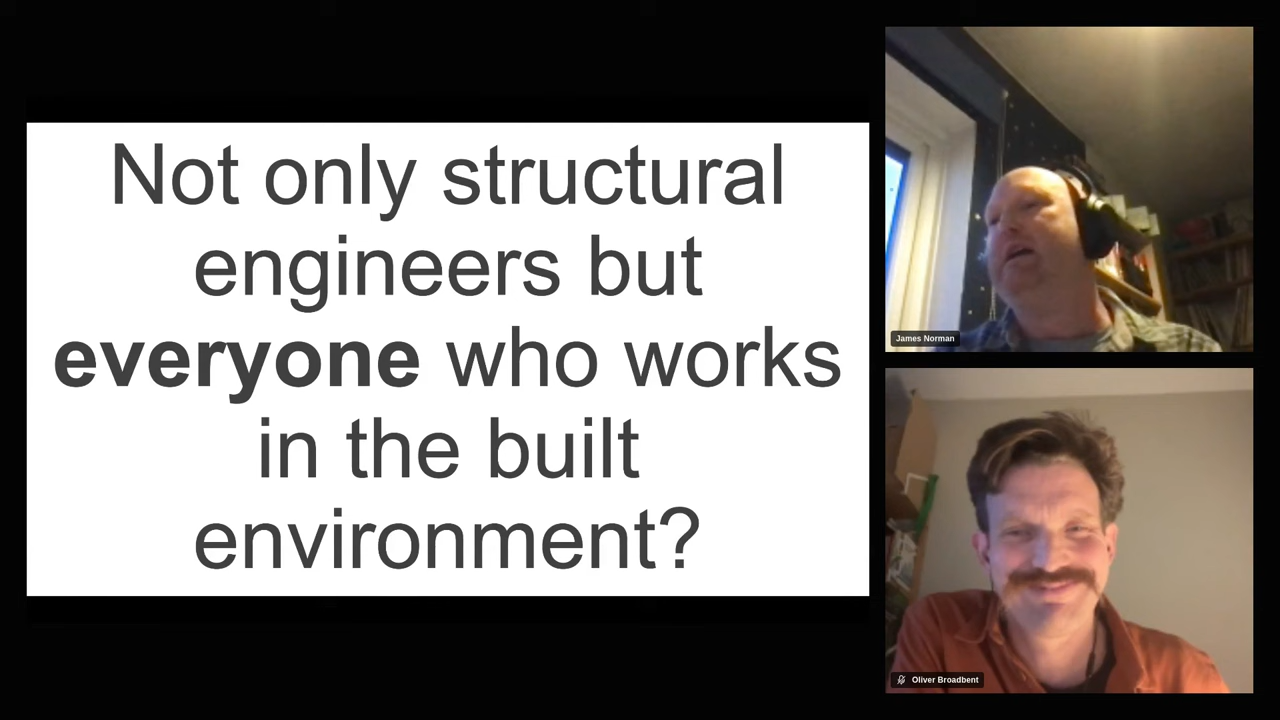 Not only structural
engineers but
everyone who works
in the built
environment?
James Norman
Oliver Broadbent